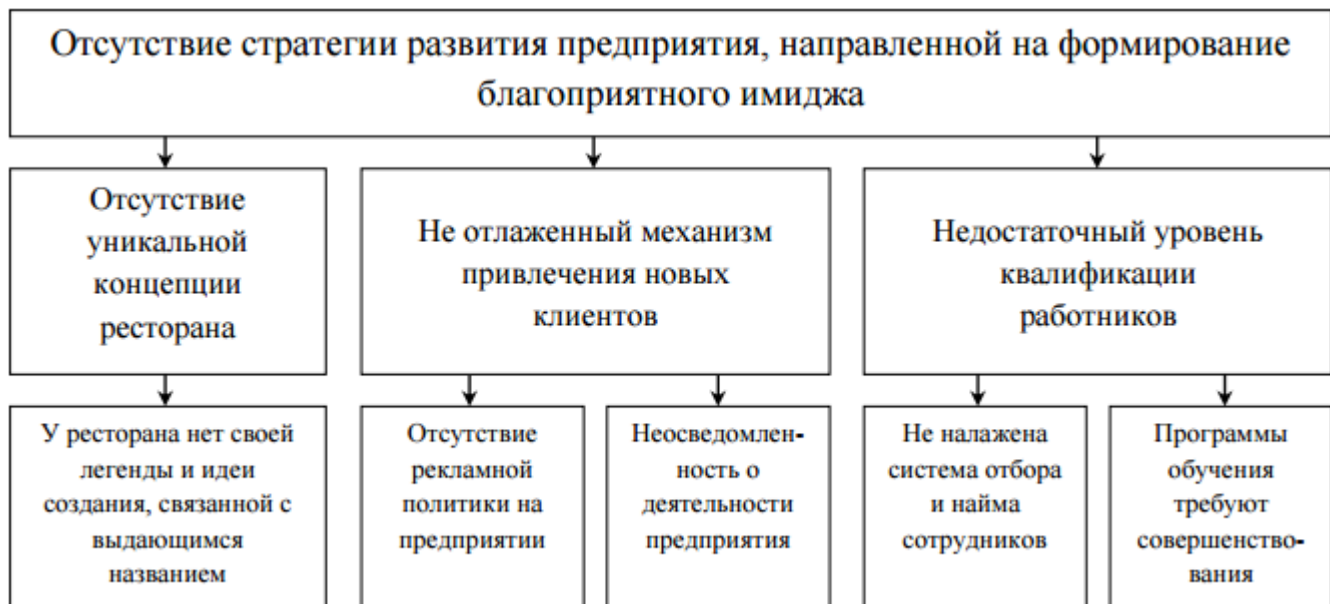 Отсутствие стратегии развития предприятия, направленной на формирование
благоприятного имиджа
Отсутствие
уникальной
концепции
ресторана
Не отлаженный механизм
привлечения новых
клиентов
Недостаточный уровень
квалификации
работников
У ресторана нет своей
легенды и идеи
создания, связанной с
выдающимся
названием
Отсутствие
рекламной
политики на
предприятии
Неосведомлен-
ность о
деятельности
предприятия
Не налажена
система отбора
и найма
сотрудников
Программы
обучения
требуют
совершенство-
вания